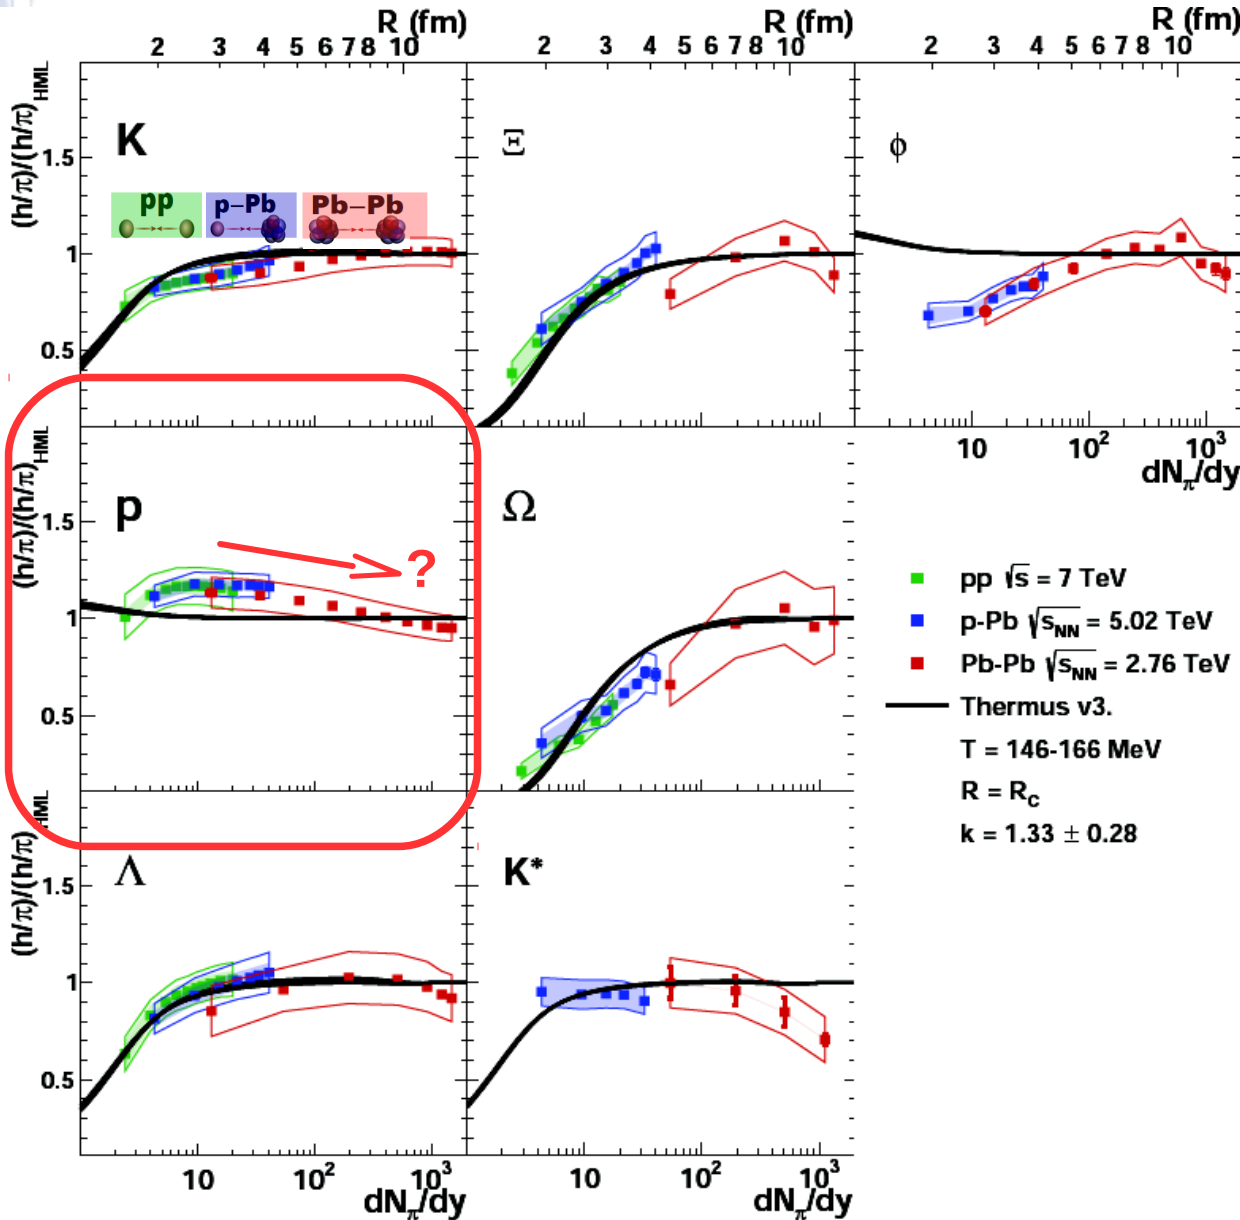 R (fm)
R (fm)
R (fm)
2 3 4 5 6 7 8 10
2 3 4 5 6 7 8 10
2 3 4 5 6 7 8 10
(h/π)/(h/π)HML
K
Ξ
ϕ
1.5
1
0.5
pp
p–Pb
Pb–Pb
10 10² 10³
dNπ/dy
(h/π)/(h/π)HML
p
Ω
1.5
1
0.5
?
pp √s = 7 TeV
p-Pb √sNN = 5.02 TeV
Pb-Pb √sNN = 2.76 TeV
Thermus v3.
T = 146-166 MeV
R = RC
k = 1.33 ± 0.28
(h/π)/(h/π)HML
Λ
K*
1.5
1
0.5
10 10² 10³
10 10² 10³
dNπ/dy
dNπ/dy